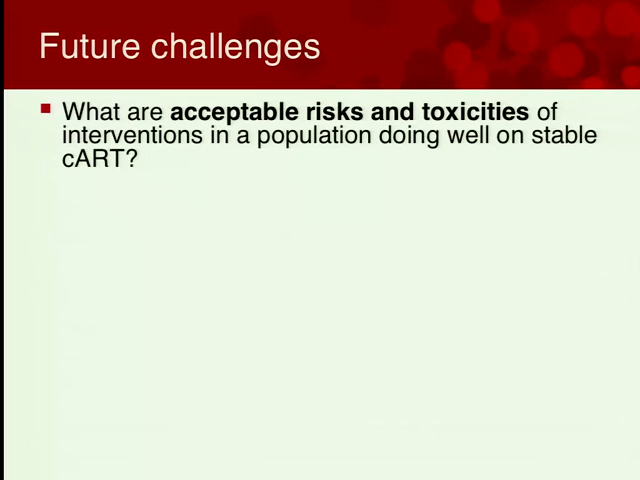 Future challenges
What are acceptable risks and toxicities of
interventions in a population doing well on stable
cART?